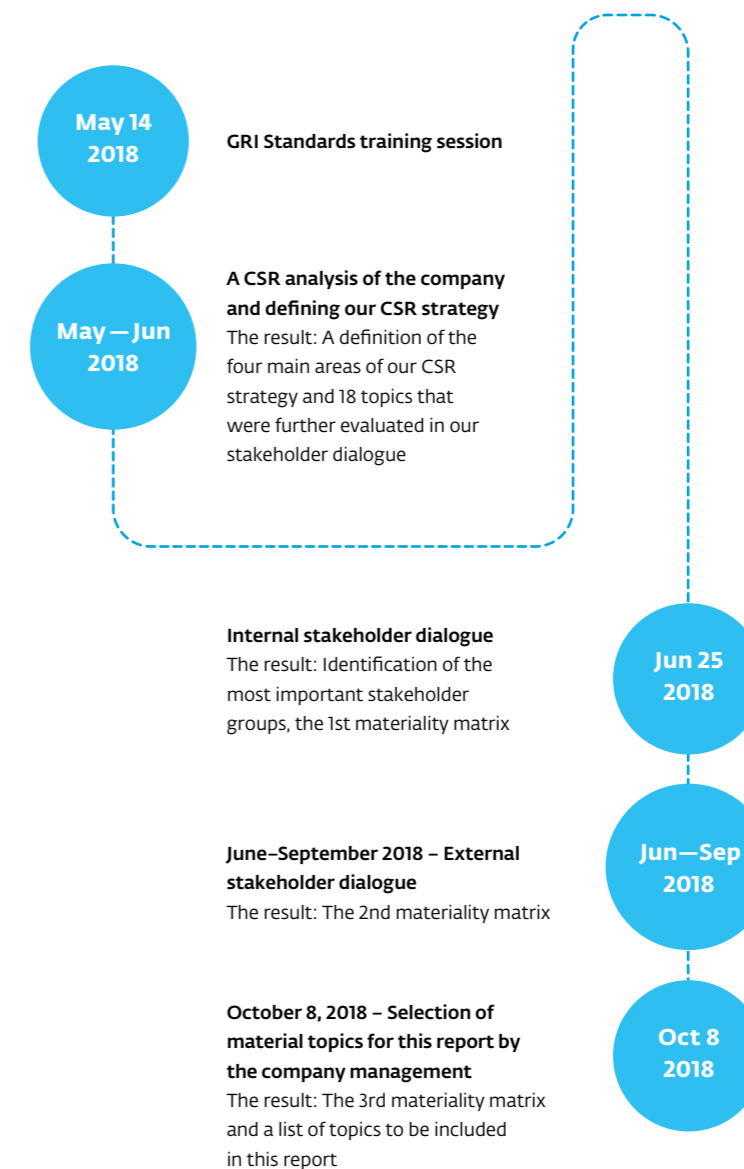 May 14
2018
GRI Standards training session
May — Jun
2018
A CSR analysis of the company
and defining our CSR strategy
The result: A definition of the
four main areas of our CSR
strategy and 18 topics that
were further evaluated in our
stakeholder dialogue
Internal stakeholder dialogue
The result: Identification of the
most important stakeholder
groups, the 1st materiality matrix
Jun 25
2018
June–September 2018 – External
stakeholder dialogue
The result: The 2nd materiality matrix
Jun—Sep
2018
October 8, 2018 – Selection of
material topics for this report by
the company management
The result: The 3rd materiality matrix
and a list of topics to be included
in this report
Oct 8
2018